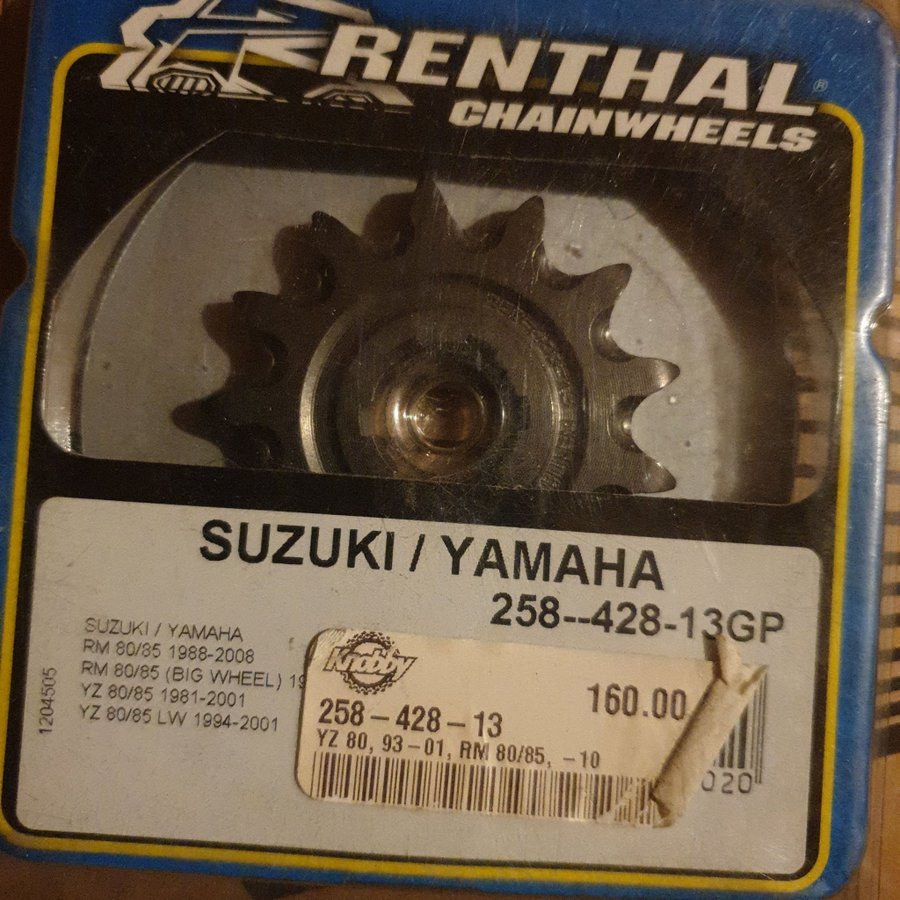 RENTHAL®
CHAINWHEELS
SUZUKI / YAMAHA
258--428-13GP
SUZUKI / YAMAHA
RM 80/85 1988-2008
RM 80/85 (BIG WHEEL) 19
YZ 80/85 1981-2001
YZ 80/85 LW 1994-2001
1204505
Knobby
160.00
258-428-13
YZ 80, 93-01, RM 80/85, -10
020